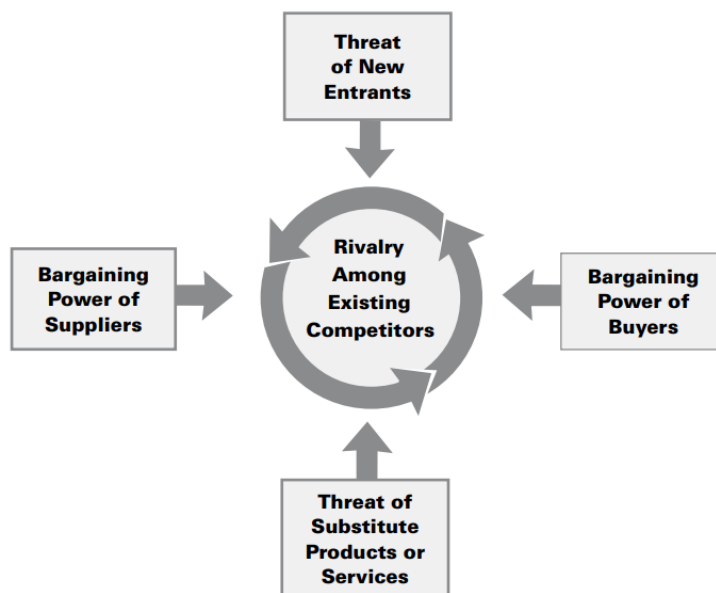 Threat
of New
Entrants
Bargaining
Power of
Suppliers
Rivalry
Among
Existing
Competitors
Bargaining
Power of
Buyers
Threat of
Substitute
Products or
Services